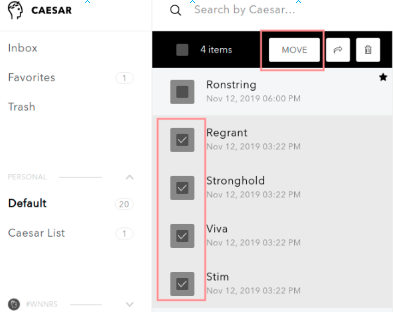 CAESAR
Search by Caesar...
Inbox
4 items
MOVE
Favorites
1
Ronstring
Nov 12, 2019 06:00 PM
Trash
Regrant
Nov 12, 2019 03:22 PM
PERSONAL
Stronghold
Nov 12, 2019 03:22 PM
Default
20
Caesar List
1
Viva
Nov 12, 2019 03:22 PM
Stim
Nov 12, 2019 03:22 PM
#WNNRS